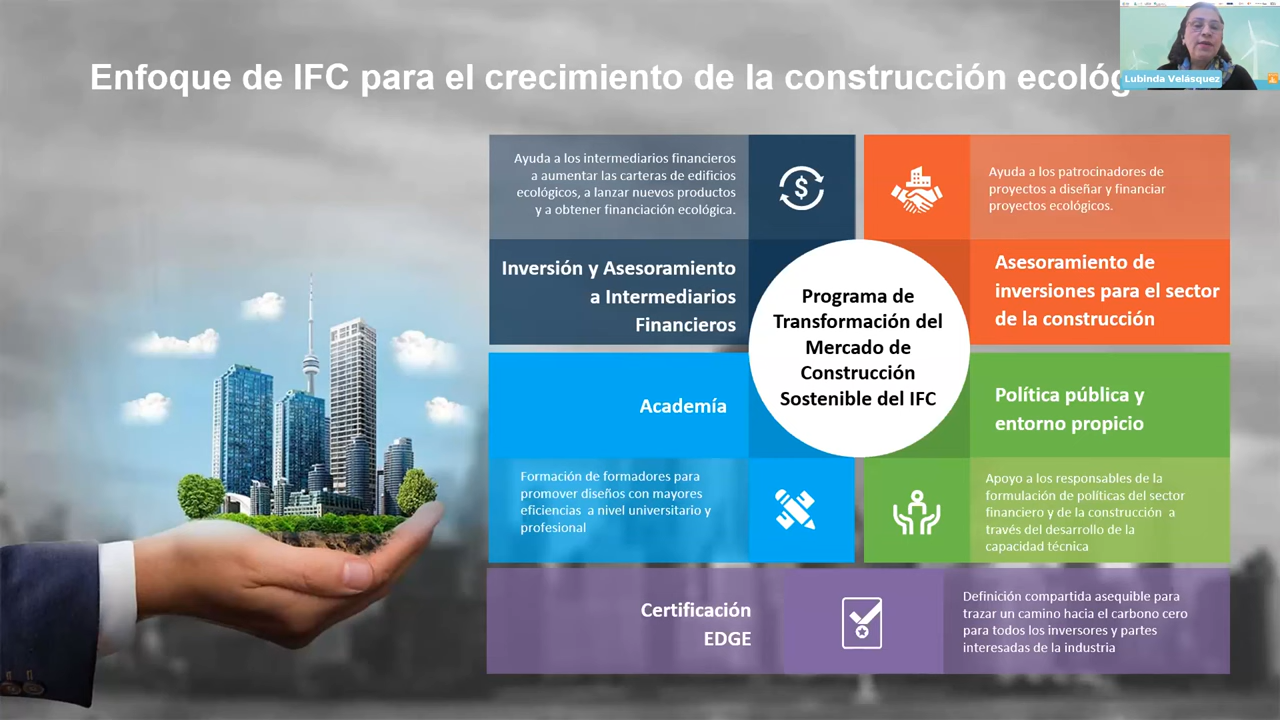 Enfoque de IFC para el crecimiento de la construcción
Lubinda Velásquez
Ayuda a los intermediarios financieros
a aumentar las carteras de edificios
ecológicos, a lanzar nuevos productos
y a obtener financiación ecológica.
Inversión y Asesoramiento
a Intermediarios
Financieros
Ayuda a los patrocinadores de
proyectos a diseñar y financiar
proyectos ecológicos.
Asesoramiento de
inversiones para el sector
de la construcción
Programa de
Transformación del
Mercado de
Construcción
Sostenible del IFC
Academía
Formación de formadores para
promover diseños con mayores
eficiencias a nivel universitario y
profesional
Política pública y
entorno propicio
Apoyo a los responsables de la
formulación de políticas del sector
financiero y de la construcción a
través del desarrollo de la
capacidad técnica
Certificación
EDGE
Definición compartida asequible para
trazar un camino hacia el carbono cero
para todos los inversores y partes
interesadas de la industria